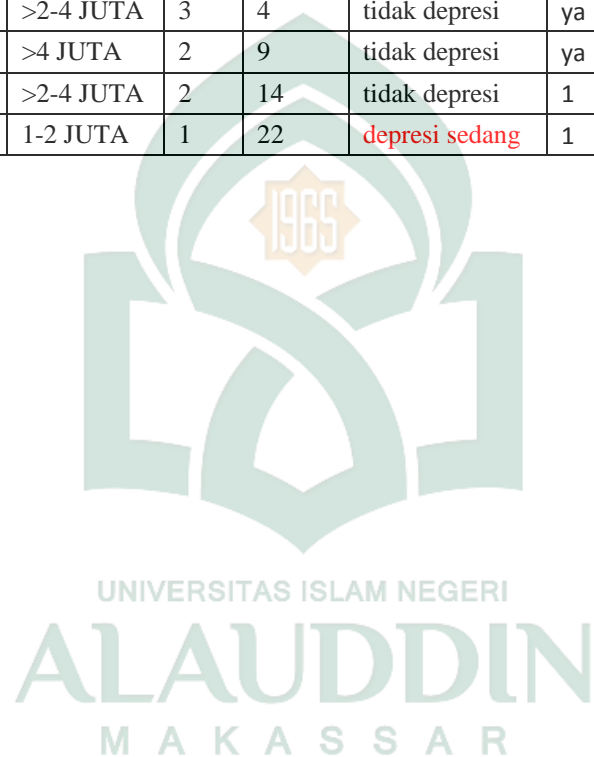 >2-4 JUTA 3 4 tidak depresi ya
>4 JUTA 2 9 tidak depresi ya
>2-4 JUTA 2 14 tidak depresi 1
1-2 JUTA 1 22 depresi sedang 1
1965
UNIVERSITAS ISLAM NEGERI
ALAUDDIN
MAKASSAR